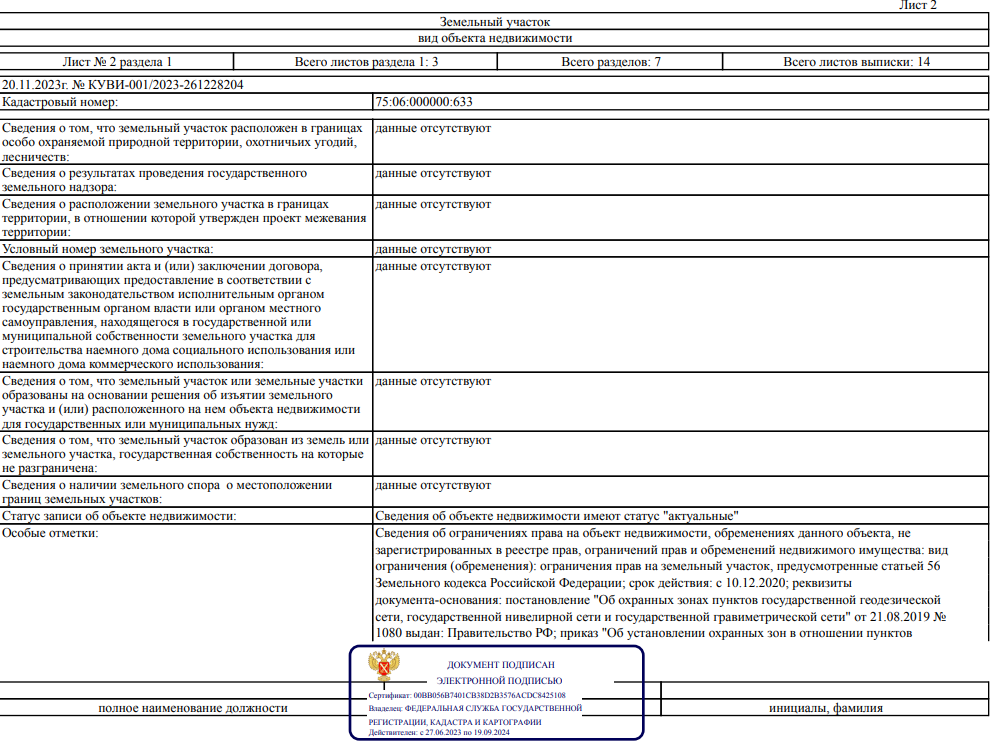 Лист 2
Земельный участок
вид объекта недвижимости
Лист № 2 раздела 1 Всего листов раздела 1: 3 Всего разделов: 7 Всего листов выписки: 14
20.11.2023г. № КУВИ-001/2023-261228204
Кадастровый номер: 75:06:000000:633
Сведения о том, что земельный участок расположен в границах данные отсутствуют
особо охраняемой природной территории, охотничьих угодий,
лесничеств:
Сведения о результатах проведения государственного данные отсутствуют
земельного надзора:
Сведения о расположении земельного участка в границах данные отсутствуют
территории, в отношении которой утвержден проект межевания
территории:
Условный номер земельного участка: данные отсутствуют
Сведения о принятии акта и (или) заключении договора, данные отсутствуют
предусматривающих предоставление в соответствии с
земельным законодательством исполнительным органом
государственным органом власти или органом местного
самоуправления, находящегося в государственной или
муниципальной собственности земельного участка для
строительства наемного дома социального использования или
наемного дома коммерческого использования:
Сведения о том, что земельный участок или земельные участки данные отсутствуют
образованы на основании решения об изъятии земельного
участка и (или) расположенного на нем объекта недвижимости
для государственных или муниципальных нужд:
Сведения о том, что земельный участок образован из земель или данные отсутствуют
земельного участка, государственная собственность на которые
не разграничена:
Сведения о наличии земельного спора о местоположении данные отсутствуют
границ земельных участков:
Статус записи об объекте недвижимости: Сведения об объекте недвижимости имеют статус "актуальные"
Особые отметки: Сведения об ограничениях права на объект недвижимости, обременениях данного объекта, не
зарегистрированных в реестре прав, ограничений прав и обременений недвижимого имущества: вид
ограничения (обременения): ограничения прав на земельный участок, предусмотренные статьей 56
Земельного кодекса Российской Федерации; срок действия: с 10.12.2020; реквизиты
документа-основания: постановление "Об охранных зонах пунктов государственной геодезической
сети, государственной нивелирной сети и государственной гравиметрической сети" от 21.08.2019 №
1080 выдан: Правительство РФ; приказ "Об установлении охранных зон в отношении пунктов
ДОКУМЕНТ ПОДПИСАН
ЭЛЕКТРОННОЙ ПОДПИСЬЮ
Сертификат: 00BB056B7401CB38D2B3576ACDC8425108
Владелец: ФЕДЕРАЛЬНАЯ СЛУЖБА ГОСУДАРСТВЕННОЙ
РЕГИСТРАЦИИ, КАДАСТРА И КАРТОГРАФИИ
Действителен: с 27.06.2023 по 19.09.2024
полное наименование должности инициалы, фамилия